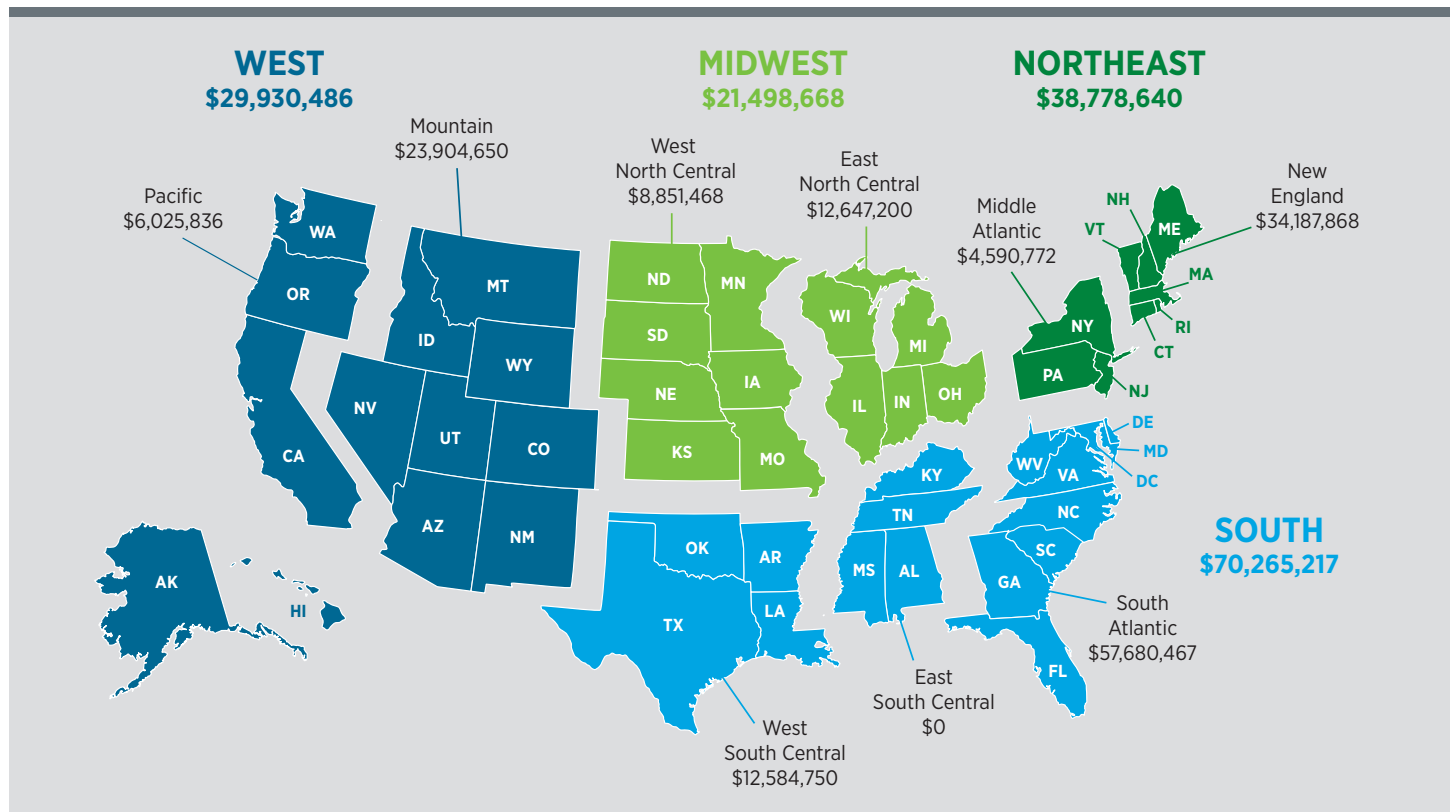 WEST
$29,930,486
MIDWEST
$21,498,668
NORTHEAST
$38,778,640
Mountain
$23,904,650
West
North Central
$8,851,468
East
North Central
$12,647,200
New
England
$34,187,868
Pacific
$6,025,836
Middle
Atlantic
$4,590,772
WA
OR
CA
NV
ID
MT
WY
UT
CO
AZ
NM
AK
HI
ND
MN
SD
NE
IA
KS
MO
WI
MI
IL
IN
OH
NH
VT
ME
MA
RI
CT
NY
PA
NJ
DE
MD
DC
WV
VA
KY
TN
NC
SC
GA
FL
MS
AL
OK
AR
LA
TX
SOUTH
$70,265,217
South
Atlantic
$57,680,467
East
South Central
$0
West
South Central
$12,584,750